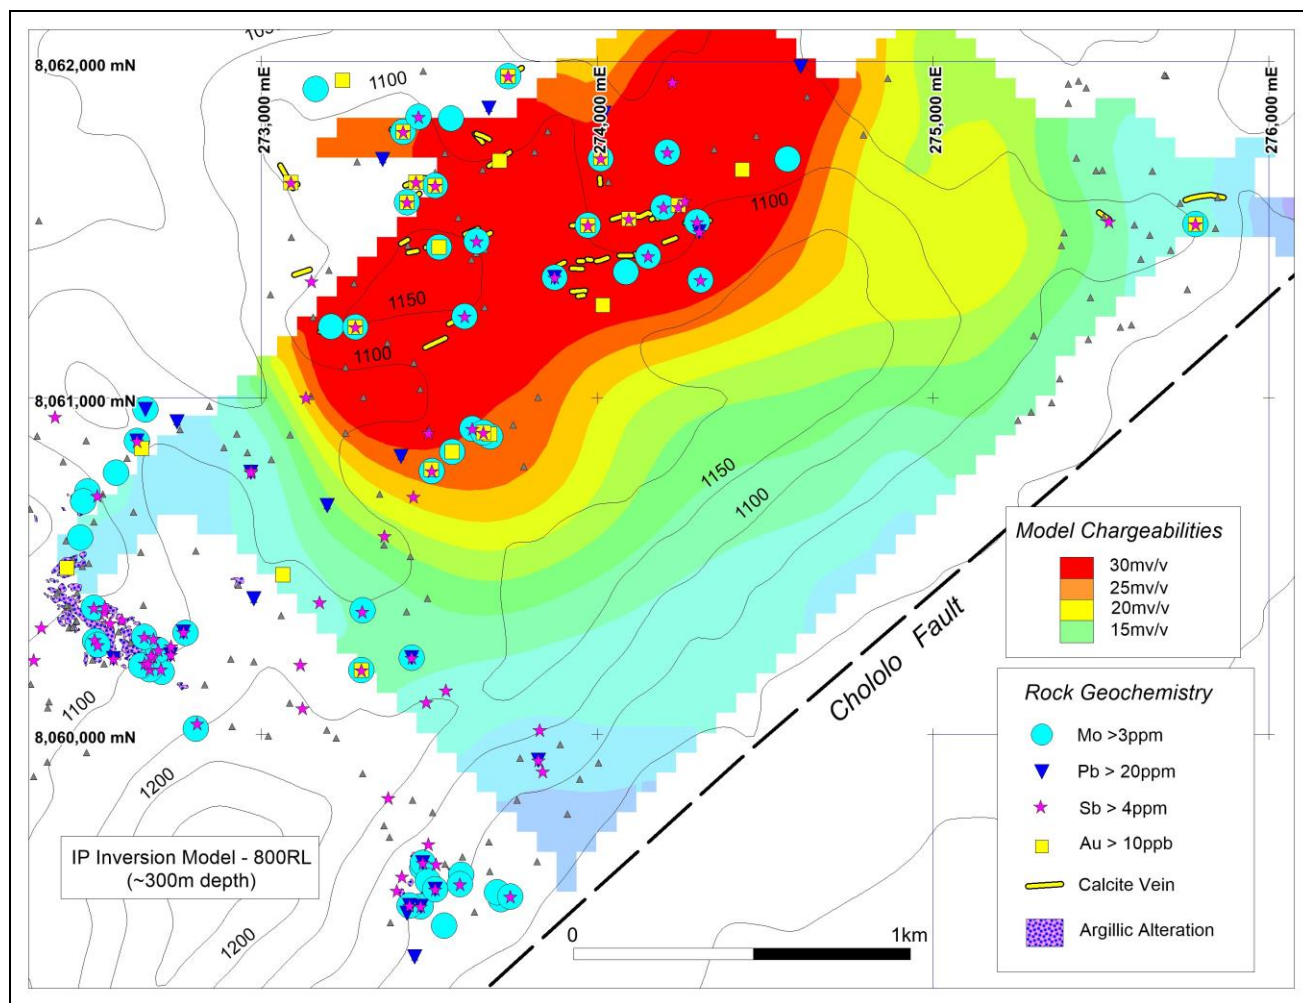 1100
8,062,000 mN
273,000 mE
274,000 mE
275,000 mE
276,000 mE
1100
1150
1100
8,061,000 mN
1150
1100
Model Chargeabilities
30mv/v
25mv/v
20mv/v
15mv/v
Chololo Fault
Rock Geochemistry
Mo >3ppm
Pb > 20ppm
Sb > 4ppm
Au > 10ppb
Calcite Vein
Argillic Alteration
1100
8,060,000 mN
1200
IP Inversion Model - 800RL
(~300m depth)
1200
0
1km